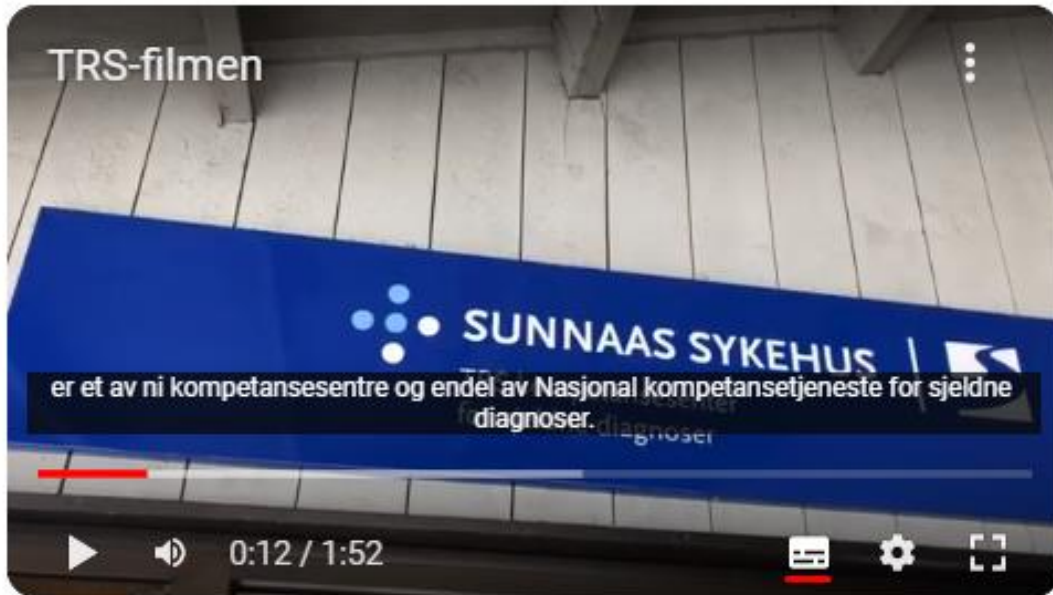 TRS-filmen
SUNNAAS SYKEHUS
er et av ni kompetansesentre og endel av Nasjonal kompetansetjeneste for sjeldne
diagnoser.
diagnoser
0:12 / 1:52